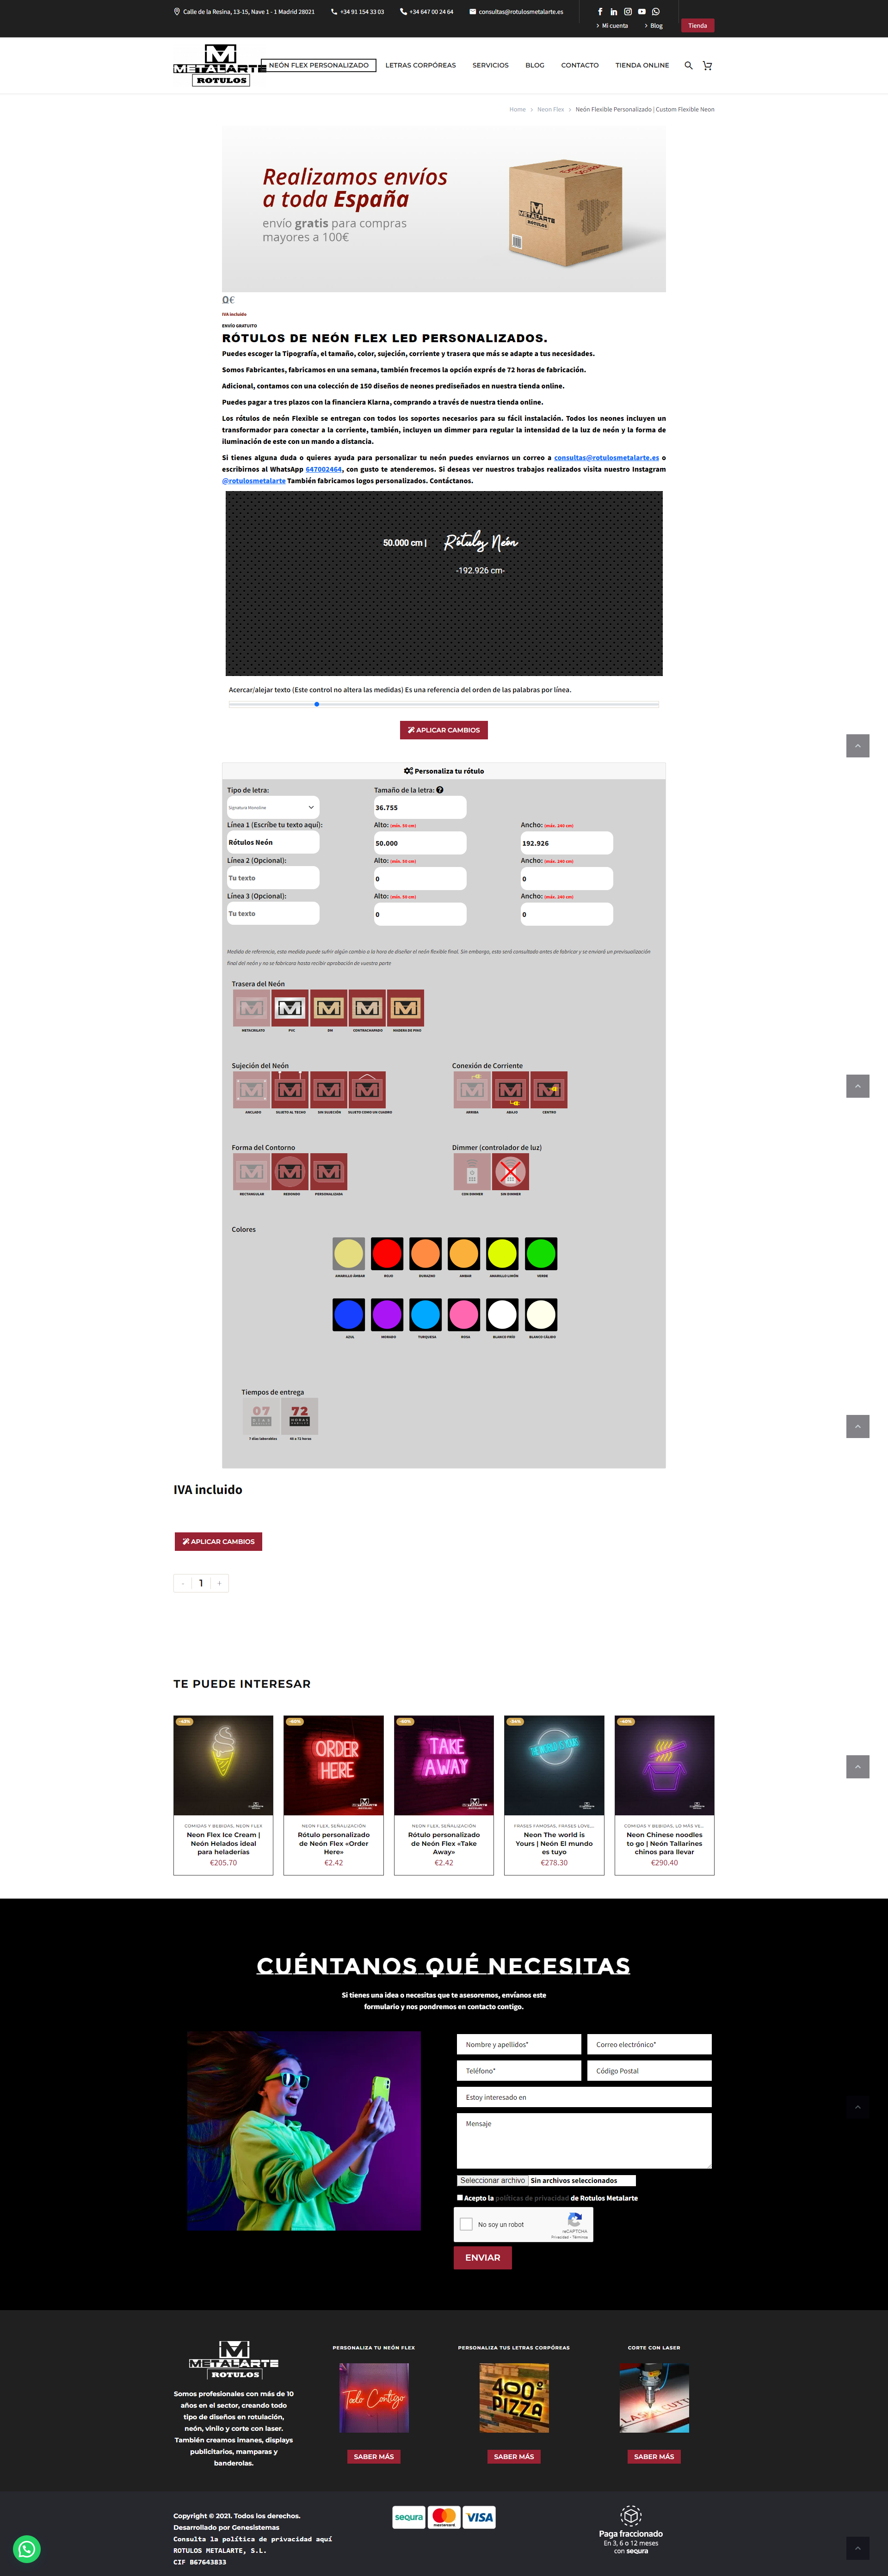 Calle de la Resina, 13-15, Nave 1 - 1 Madrid 28021
+34 91 154 33 03
+34 647 00 24 64
consultas@rotulosmetalarte.es
Mi cuenta
Blog
Tienda
METALARTE
ROTULOS
NEÓN FLEX PERSONALIZADO
LETRAS CORPÓREAS
SERVICIOS
BLOG
CONTACTO
TIENDA ONLINE
Home > Neon Flex > Neón Flexible Personalizado | Custom Flexible Neon
Realizamos envíos
a toda España
envío gratis para compras
mayores a 100€
METALARTE
ROTULOS
0€
IVA incluido
ENVÍO GRATUITO
RÓTULOS DE NEÓN FLEX LED PERSONALIZADOS.
Puedes escoger la Tipografía, el tamaño, color, sujeción, corriente y trasera que más se adapte a tus necesidades.
Somos Fabricantes, fabricamos en una semana, también frecemos la opción exprés de 72 horas de fabricación.
Adicional, contamos con una colección de 150 diseños de neones prediseñados en nuestra tienda online.
Puedes pagar a tres plazos con la financiera Klarna, comprando a través de nuestra tienda online.
Los rótulos de neón Flexible se entregan con todos los soportes necesarios para su fácil instalación. Todos los neones incluyen un
transformador para conectar a la corriente, también, incluyen un dimmer para regular la intensidad de la luz de neón y la forma de
iluminación de este con un mando a distancia.
Si tienes alguna duda o quieres ayuda para personalizar tu neón puedes enviarnos un correo a consultas@rotulosmetalarte.es o
escribirnos al WhatsApp 647002464, con gusto te atenderemos. Si deseas ver nuestros trabajos realizados visita nuestro Instagram
@rotulosmetalarte También fabricamos logos personalizados. Contáctanos.
50.000 cm |
Rótulos Neón
-192.926 cm-
Acercar/alejar texto (Este control no altera las medidas) Es una referencia del orden de las palabras por línea.
APLICAR CAMBIOS
Personaliza tu rótulo
Tipo de letra:
Tamaño de la letra:
Signatura Monoline
36.755
Línea 1 (Escribe tu texto aquí):
Alto: (mín. 50 cm)
Ancho: (máx. 240 cm)
Rótulos Neón
50.000
192.926
Línea 2 (Opcional):
Alto: (mín. 50 cm)
Ancho: (máx. 240 cm)
Tu texto
0
0
Línea 3 (Opcional):
Alto: (mín. 50 cm)
Ancho: (máx. 240 cm)
Tu texto
0
0
Medida de referencia, esta medida puede sufrir algún cambio a la hora de diseñar el neón flexible final. Sin embargo, esto será consultado antes de fabricar y se enviará un previsualización
final del neón y no se fabricara hasta recibir aprobación de vuestra parte
Trasera del Neón
METACRILATO
PVC
DM
CONTRACHAPADO
MADERA DE PINO
Sujeción del Neón
ANCLADO
SUJETO AL TECHO
SIN SUJECIÓN
SUJETO COMO UN CUADRO
Conexión de Corriente
ARRIBA
ABAJO
CENTRO
Forma del Contorno
RECTANGULAR
REDONDO
PERSONALIZADA
Dimmer (controlador de luz)
CON DIMMER
SIN DIMMER
Colores
AMARILLO ÁMBAR
ROJO
DURAZNO
AMBAR
AMARILLO LIMÓN
VERDE
AZUL
MORADO
TURQUESA
ROSA
BLANCO FRÍO
BLANCO CÁLIDO
Tiempos de entrega
07
DÍAS
72
HORAS
7 días laborables
48 a 72 horas
IVA incluido
APLICAR CAMBIOS
- 1 +
TE PUEDE INTERESAR
COMIDAS Y BEBIDAS, NEON FLEX
Neon Flex Ice Cream |
Neón Helados ideal
para heladerías
€205.70
ORDER
HERE
NEON FLEX, SEÑALIZACIÓN
Rótulo personalizado
de Neón Flex «Order
Here»
€2.42
TAKE
AWAY
NEON FLEX, SEÑALIZACIÓN
Rótulo personalizado
de Neón Flex «Take
Away»
€2.42
FRASES FAMOSAS, FRASES LOVE...
Neon The world is
Yours | Neón El mundo
es tuyo
€278.30
COMIDAS Y BEBIDAS, LO MÁS VE...
Neon Chinese noodles
to go | Neón Tallarines
chinos para llevar
€290.40
CUÉNTANOS QUÉ NECESITAS
Si tienes una idea o necesitas que te asesoremos, envíanos este
formulario y nos pondremos en contacto contigo.
Nombre y apellidos*
Correo electrónico*
Teléfono*
Código Postal
Estoy interesado en
Mensaje
Seleccionar archivo Sin archivos seleccionados
Acepto la políticas de privacidad de Rotulos Metalarte
No soy un robot
reCAPTCHA
Privacidad - Términos
ENVIAR
METALARTE
ROTULOS
Somos profesionales con más de 10
años en el sector, creando todo
tipo de diseños en rotulación,
neón, vinilo y corte con laser.
También creamos imanes, displays
publicitarios, mamparas y
banderolas.
PERSONALIZA TU NEÓN FLEX
Todo Contigo
SABER MÁS
PERSONALIZA TUS LETRAS CORPÓREAS
400°
PIZZA
SABER MÁS
CORTE CON LASER
SABER MÁS
Copyright © 2021. Todos los derechos.
Desarrollado por Genesistemas
Consulta la política de privacidad aquí
ROTULOS METALARTE, S.L.
CIF B67643833
seQura
mastercard
VISA
Paga fraccionado
En 3, 6 o 12 meses
con sequra